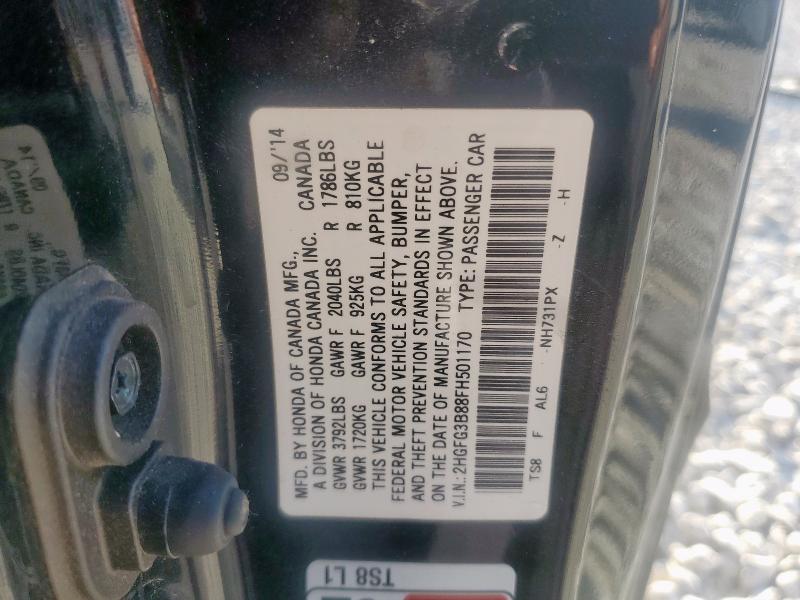 MFD. BY HONDA OF CANADA MFG., 09/'14
A DIVISION OF HONDA CANADA INC. CANADA
GVWR 3792LBS GAWR F 2040LBS R 1786LBS
GVWR 1720KG GAWR F 925KG R 810KG
THIS VEHICLE CONFORMS TO ALL APPLICABLE
FEDERAL MOTOR VEHICLE SAFETY, BUMPER,
AND THEFT PREVENTION STANDARDS IN EFFECT
ON THE DATE OF MANUFACTURE SHOWN ABOVE.
V.I.N.: 2HGFG3B88FH501170 TYPE: PASSENGER CAR
TS8 F AL6 -NH731PX -Z -H
TS8 L1